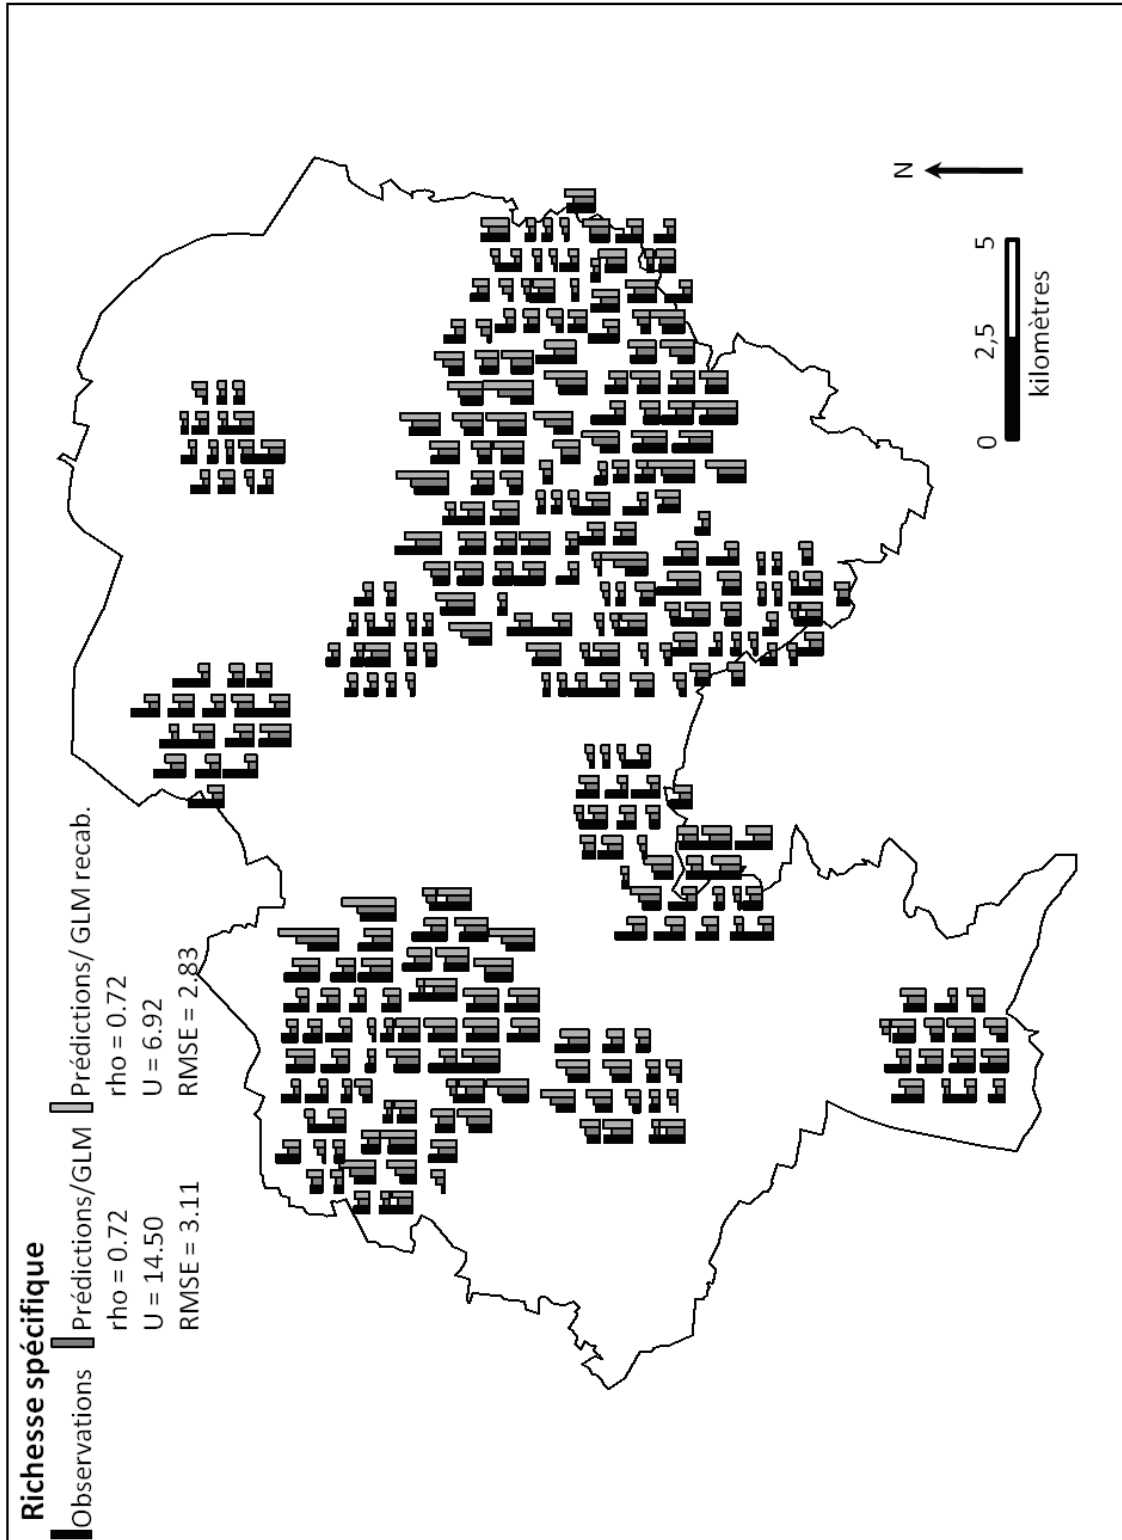 Richesse spécifique
Observations Prédictions/GLM Prédictions/ GLM recab.
rho = 0.72 rho = 0.72
U = 14.50 U = 6.92
RMSE = 3.11 RMSE = 2.83
N
0 2,5 5
kilomètres